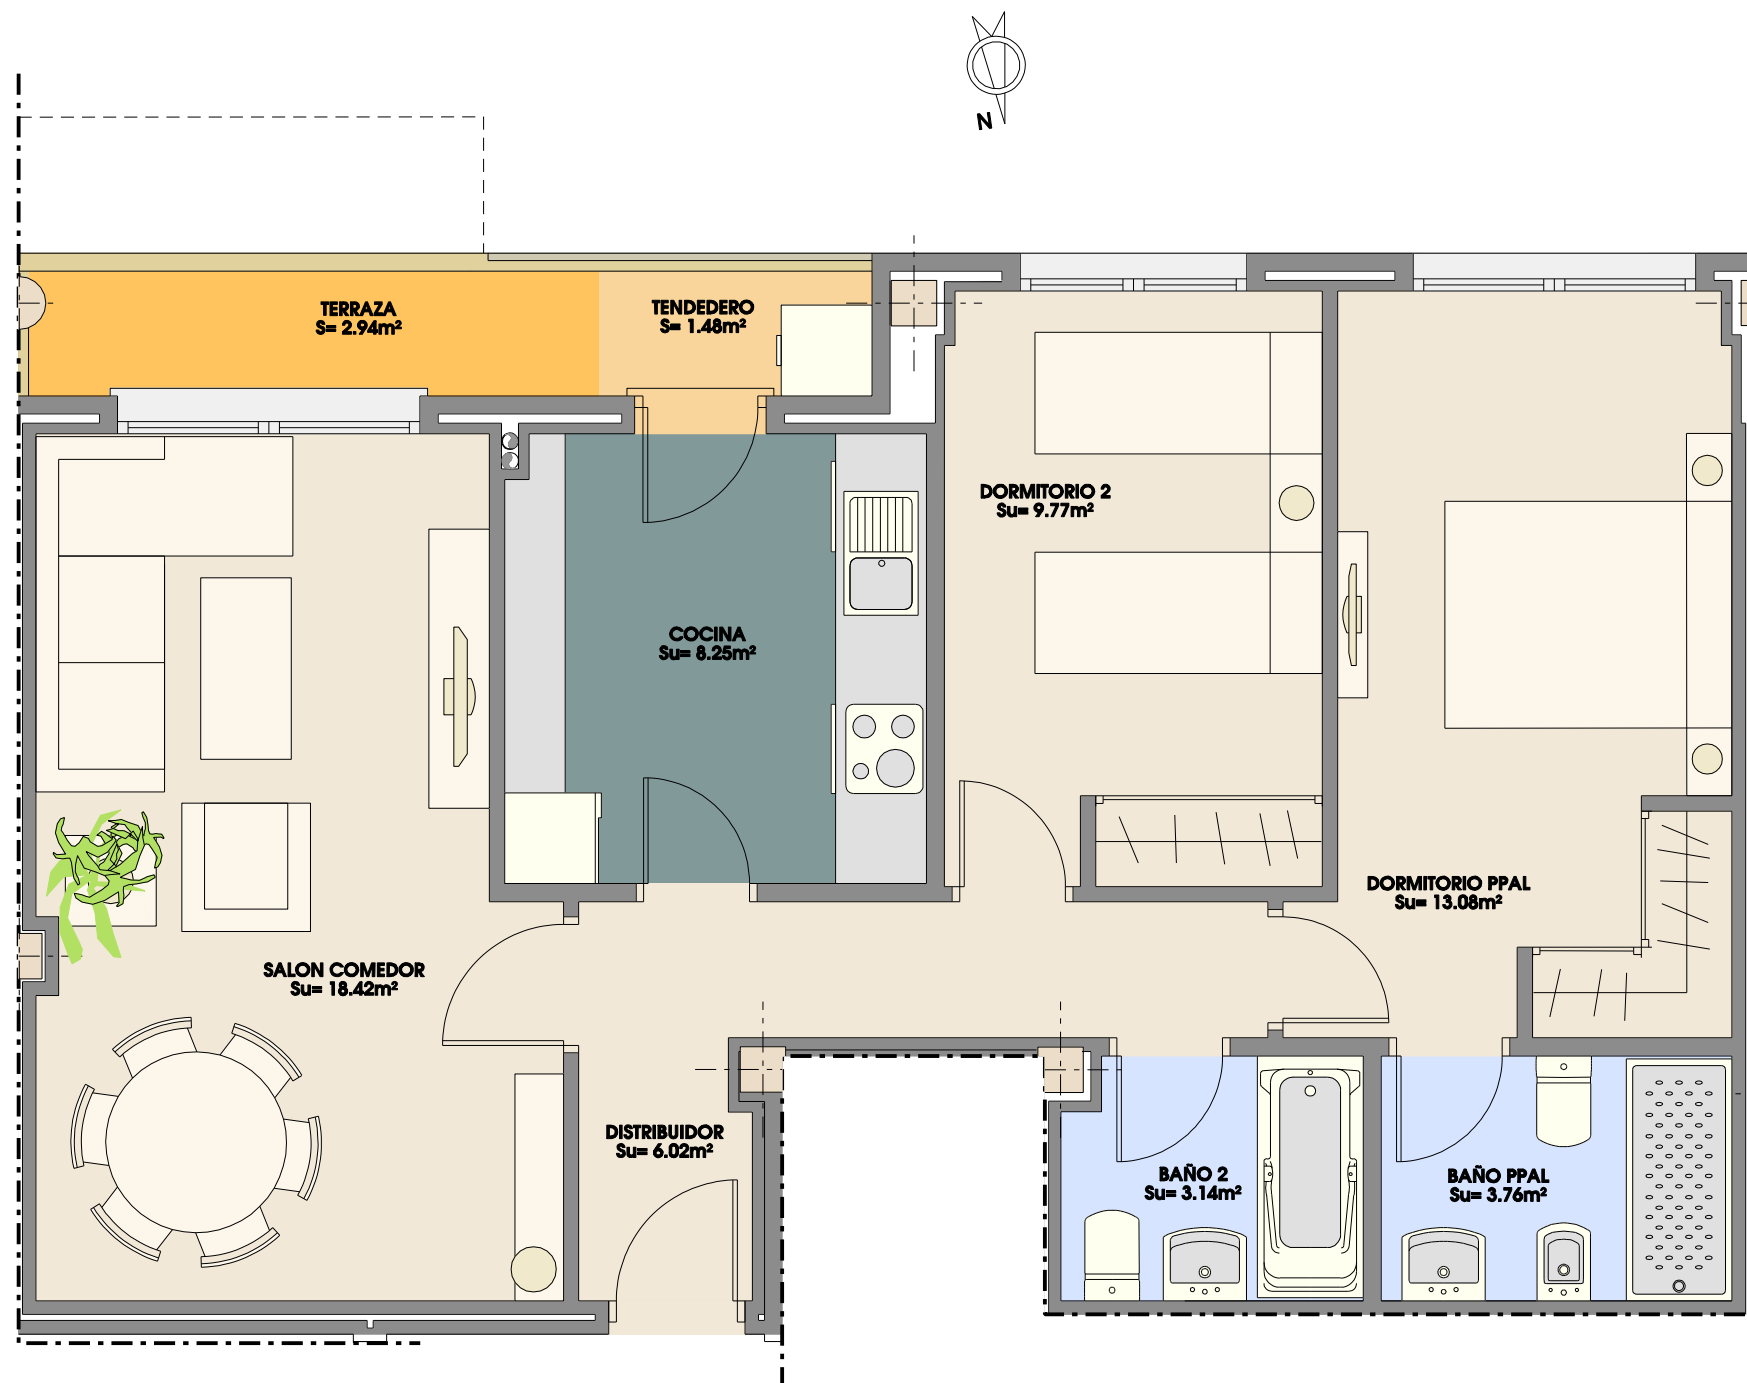 N
TERRAZA
S= 2.94m²
TENDEDERO
S= 1.48m²
DORMITORIO 2
Su= 9.77m²
COCINA
Su= 8.25m²
DORMITORIO PPAL
Su= 13.08m²
SALON COMEDOR
Su= 18.42m²
DISTRIBUIDOR
Su= 6.02m²
BAÑO 2
Su= 3.14m²
BAÑO PPAL
Su= 3.76m²